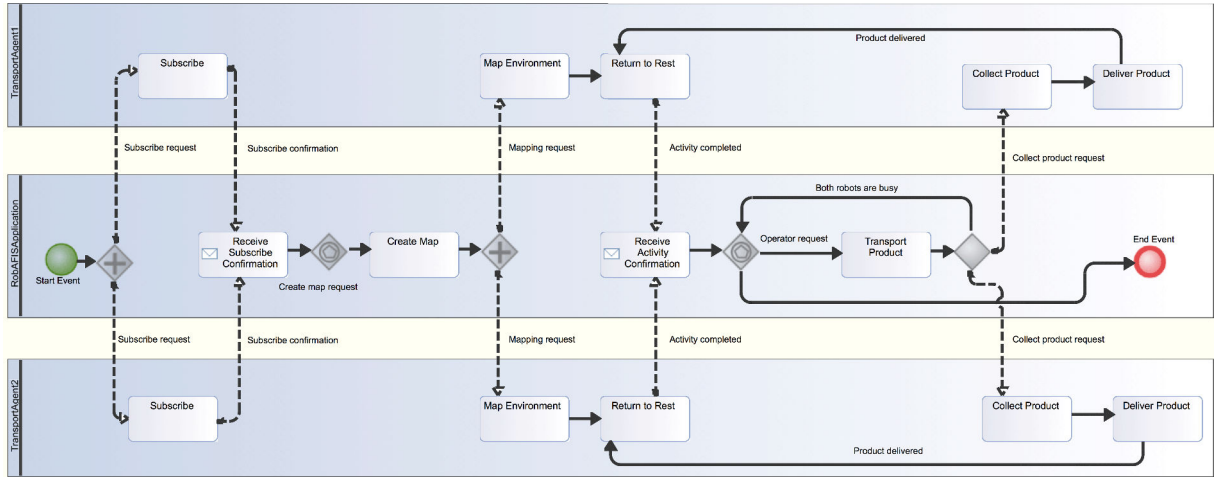 TransportAgent1
Subscribe
Map Environment
Return to Rest
Product delivered
Collect Product
Deliver Product
Subscribe request
Subscribe confirmation
Mapping request
Activity completed
Collect product request
RobAFISApplication
Start Event
Receive
Subscribe
Confirmation
Create map request
Create Map
Receive
Activity
Confirmation
Both robots are busy
Operator request
Transport
Product
End Event
Subscribe request
Subscribe confirmation
Mapping request
Activity completed
Collect product request
TransportAgent2
Subscribe
Map Environment
Return to Rest
Collect Product
Deliver Product
Product delivered